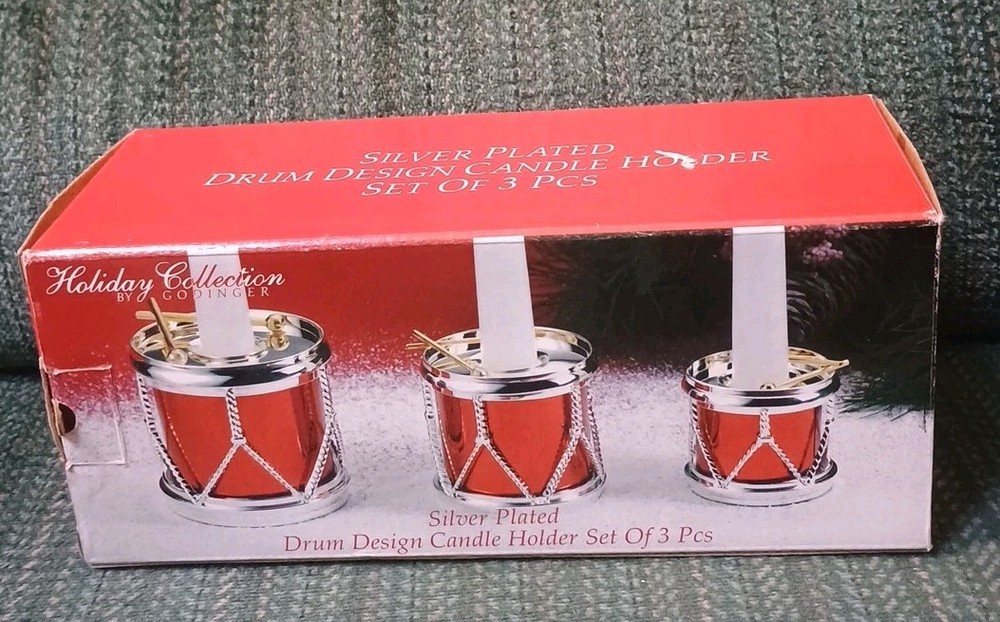 SILVER PLATED
DRUM DESIGN CANDLE HOLDER
SET OF 3 PCS
Holiday Collection
BY GODINGER
Silver Plated
Drum Design Candle Holder Set Of 3 Pcs